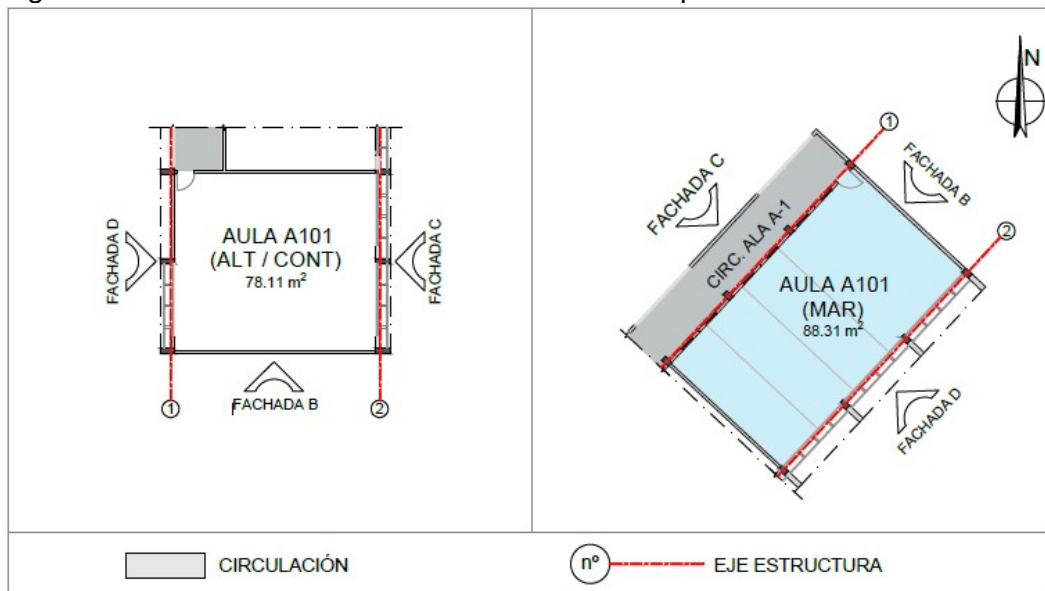 FACHADA D
AULA A101
(ALT / CONT)
78.11 m²
FACHADA C
FACHADA B
1
2
N
1
FACHADA C
FACHADA B
CIRC. ALA A-1
2
AULA A101
(MAR)
88.31 m²
FACHADA D
CIRCULACIÓN
nº
EJE ESTRUCTURA